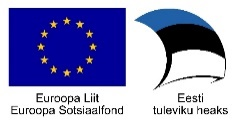 Euroopa Liit
Euroopa Sotsiaalfond
Eesti
tuleviku heaks